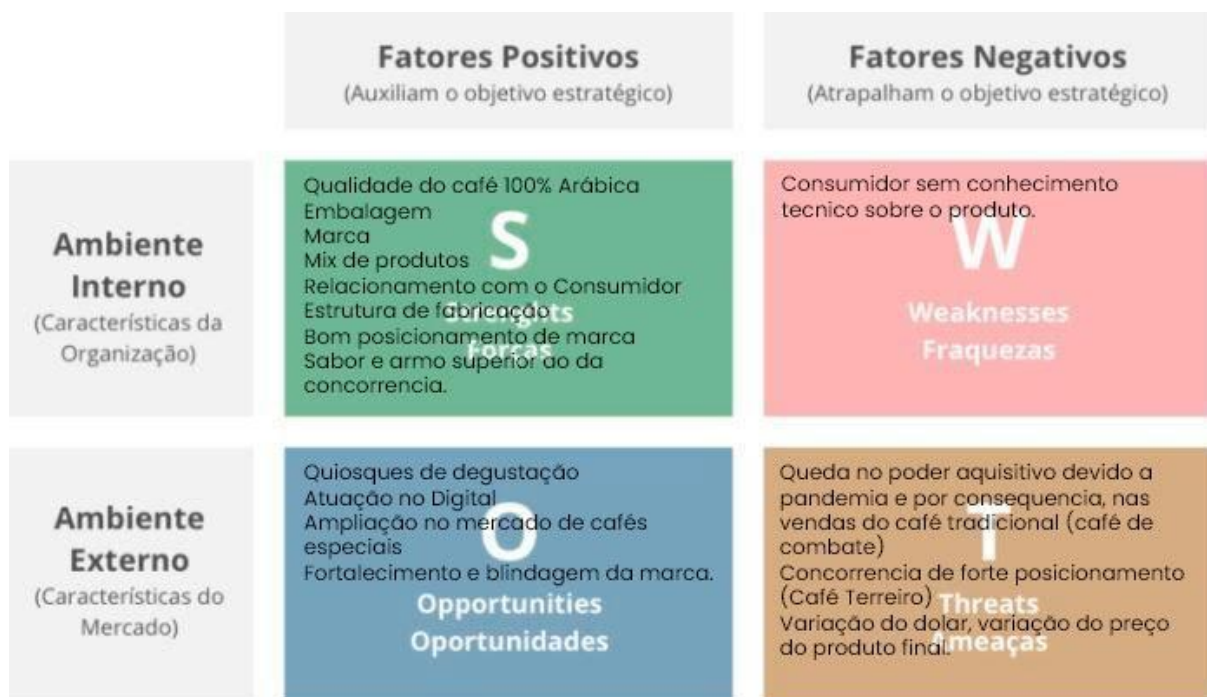 Fatores Positivos
(Auxiliam o objetivo estratégico)
Fatores Negativos
(Atrapalham o objetivo estratégico)
Ambiente
Interno
(Características da
Organização)
Qualidade do café 100% Arábica
Embalagem
Marca
Mix de produtos
Relacionamento com o Consumidor
Estrutura de fabricação
Bom posicionamento de marca
Sabor e armo superior ao da
concorrencia.
S
Strenghts
Forças
Consumidor sem conhecimento
tecnico sobre o produto.
W
Weaknesses
Fraquezas
Ambiente
Externo
(Características do
Mercado)
Quiosques de degustação
Atuação no Digital
Ampliação no mercado de cafés
especiais
Fortalecimento e blindagem da marca.
O
Opportunities
Oportunidades
Queda no poder aquisitivo devido a
pandemia e por consequencia, nas
vendas do café tradicional (café de
combate)
Concorrencia de forte posicionamento
(Café Terreiro)
Variação do dolar, variação do preço
do produto final.
T
Threats
Ameaças